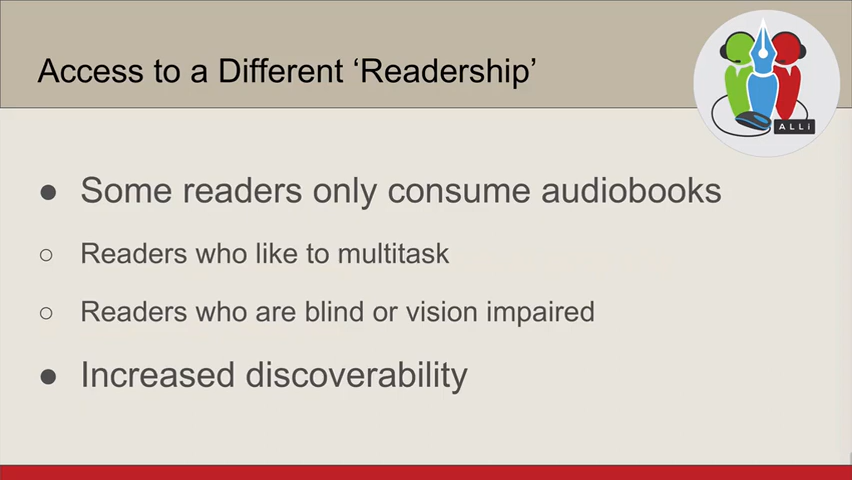 Access to a Different ‘Readership’
ALLi
● Some readers only consume audiobooks
○ Readers who like to multitask
○ Readers who are blind or vision impaired
● Increased discoverability